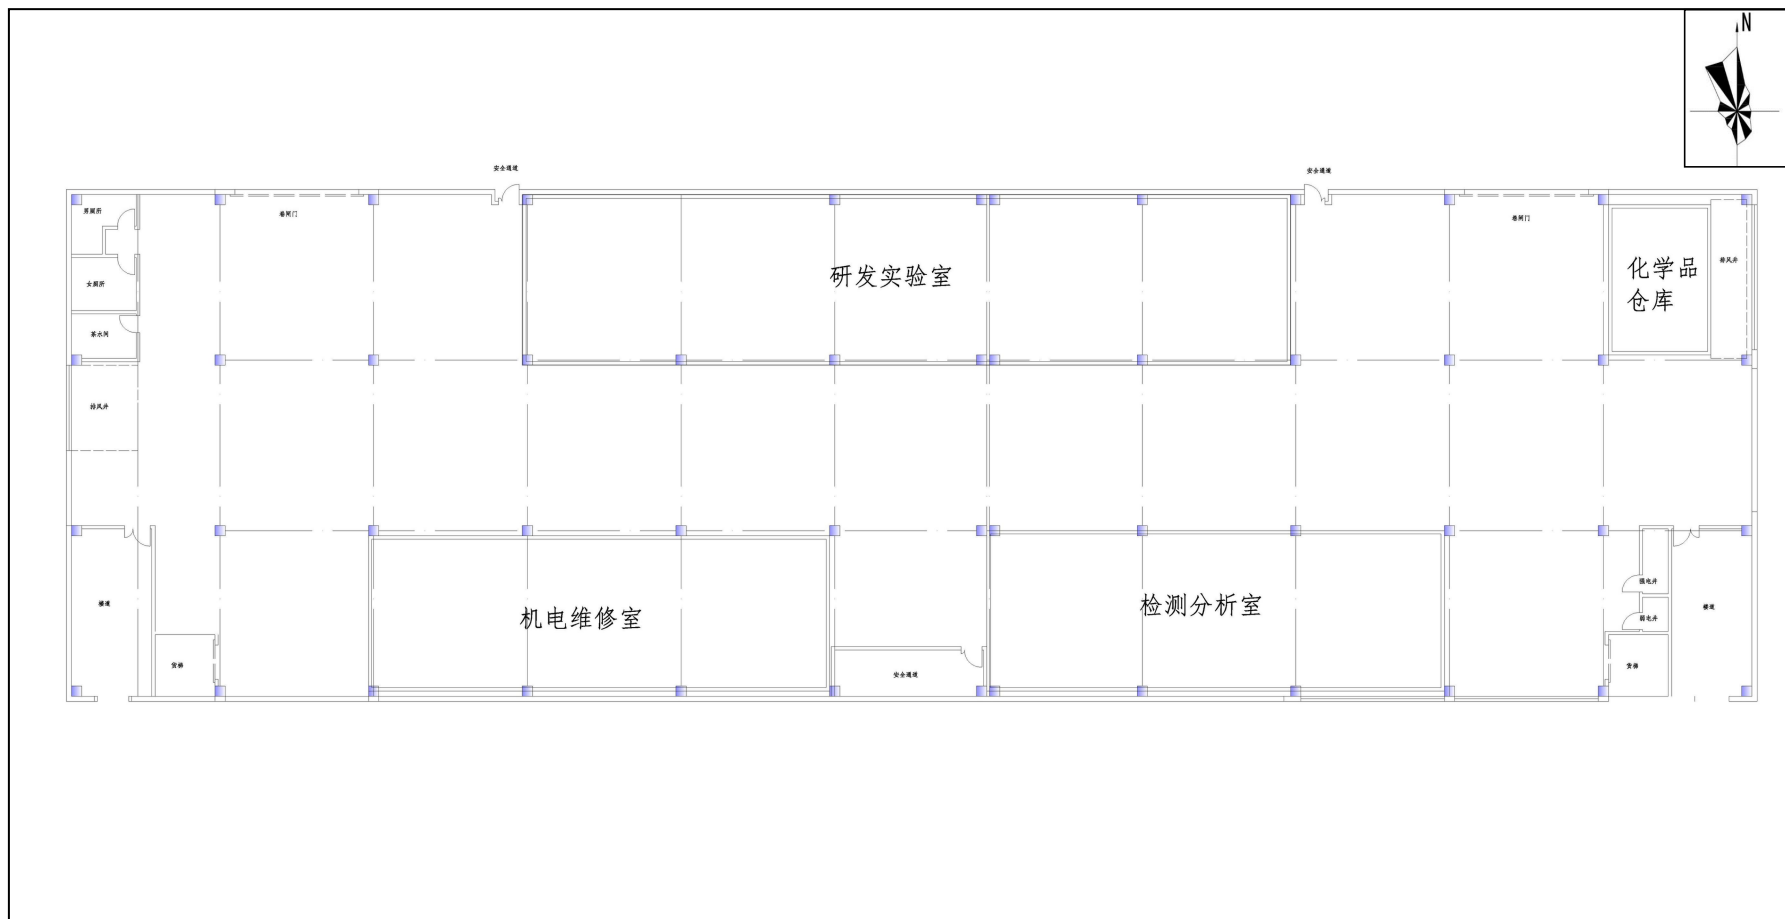 N
安全通道
安全通道
男厕所
卷闸门
卷闸门
研发实验室
化学品
仓库
排风井
女厕所
茶水间
排风井
强电井
楼道
机电维修室
检测分析室
楼道
弱电井
货梯
安全通道
货梯